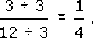 3 ÷ 3 / 12 ÷ 3 = 1 / 4 .